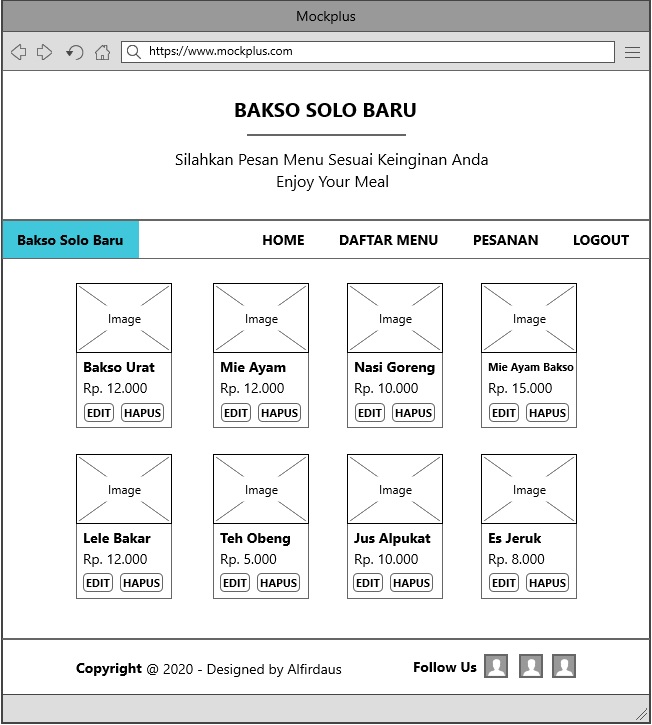 Mockplus
https://www.mockplus.com
BAKSO SOLO BARU
Silahkan Pesan Menu Sesuai Keinginan Anda
Enjoy Your Meal
Bakso Solo Baru HOME DAFTAR MENU PESANAN LOGOUT
Image Image Image Image
Bakso Urat Mie Ayam Nasi Goreng Mie Ayam Bakso
Rp. 12.000 Rp. 12.000 Rp. 10.000 Rp. 15.000
EDIT HAPUS EDIT HAPUS EDIT HAPUS EDIT HAPUS
Image Image Image Image
Lele Bakar Teh Obeng Jus Alpukat Es Jeruk
Rp. 12.000 Rp. 5.000 Rp. 10.000 Rp. 8.000
EDIT HAPUS EDIT HAPUS EDIT HAPUS EDIT HAPUS
Copyright @ 2020 - Designed by Alfirdaus Follow Us